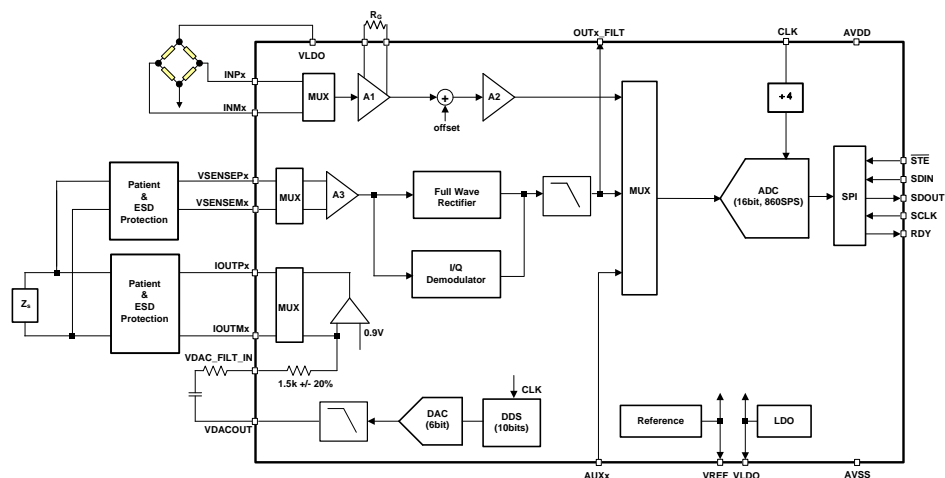 RG
OUTx_FILT
CLK
AVDD
VLDO
INPx
INMx
MUX
A1
+
A2
offset
÷4
Patient
&
ESD
Protection
VSENSEPx
VSENSEMx
MUX
A3
Full Wave
Rectifier
I/Q
Demodulator
MUX
ADC
(16bit, 860SPS)
SPI
STE
SDIN
SDOUT
SCLK
RDY
Zs
Patient
&
ESD
Protection
IOUTPx
IOUTMx
MUX
0.9V
VDAC_FILT_IN
1.5k +/- 20%
VDACOUT
DAC
(6bit)
CLK
DDS
(10bits)
Reference
LDO
AUXx
VREF
VLDO
AVSS